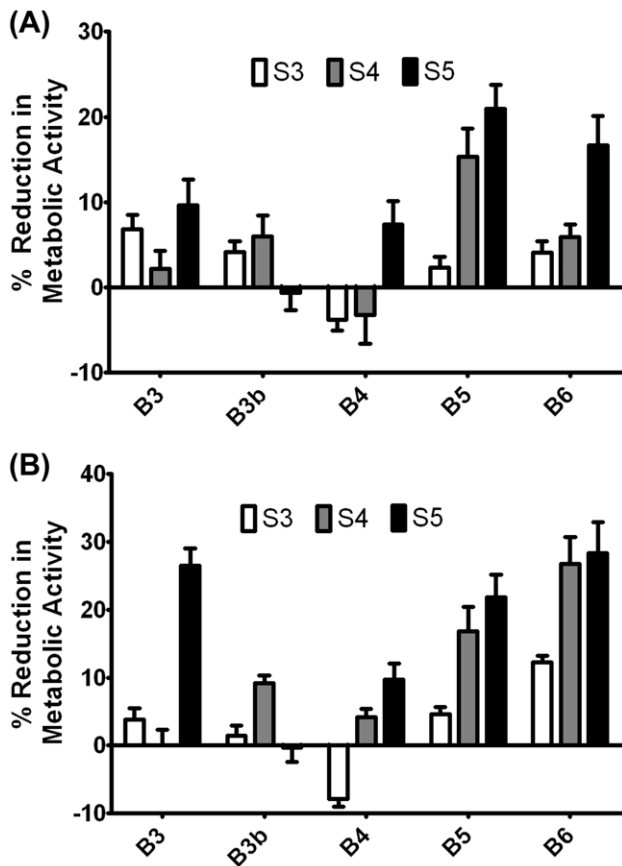 (A)
30
20
10
0
-10
% Reduction in
Metabolic Activity
S3 S4 S5
B3 B3b B4 B5 B6
(B)
40
30
20
10
0
-10
% Reduction in
Metabolic Activity
S3 S4 S5
B3 B3b B4 B5 B6